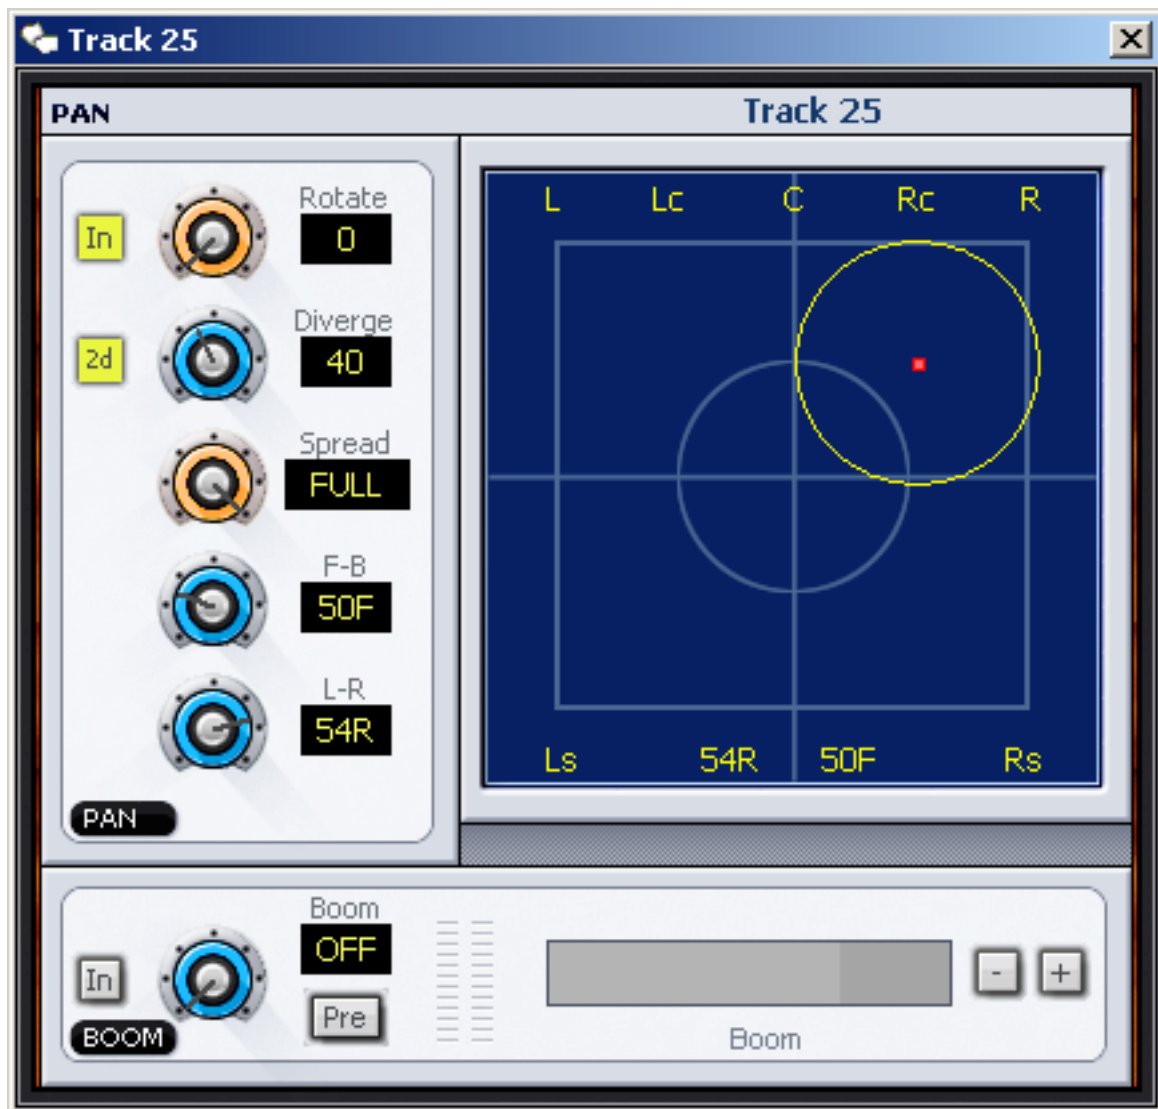 Track 25
PAN
Track 25
In
Rotate
0
2d
Diverge
40
Spread
FULL
F-B
50F
L-R
54R
PAN
L Lc C Rc R
Ls 54R 50F Rs
In
Boom
OFF
Pre
BOOM
- +
Boom